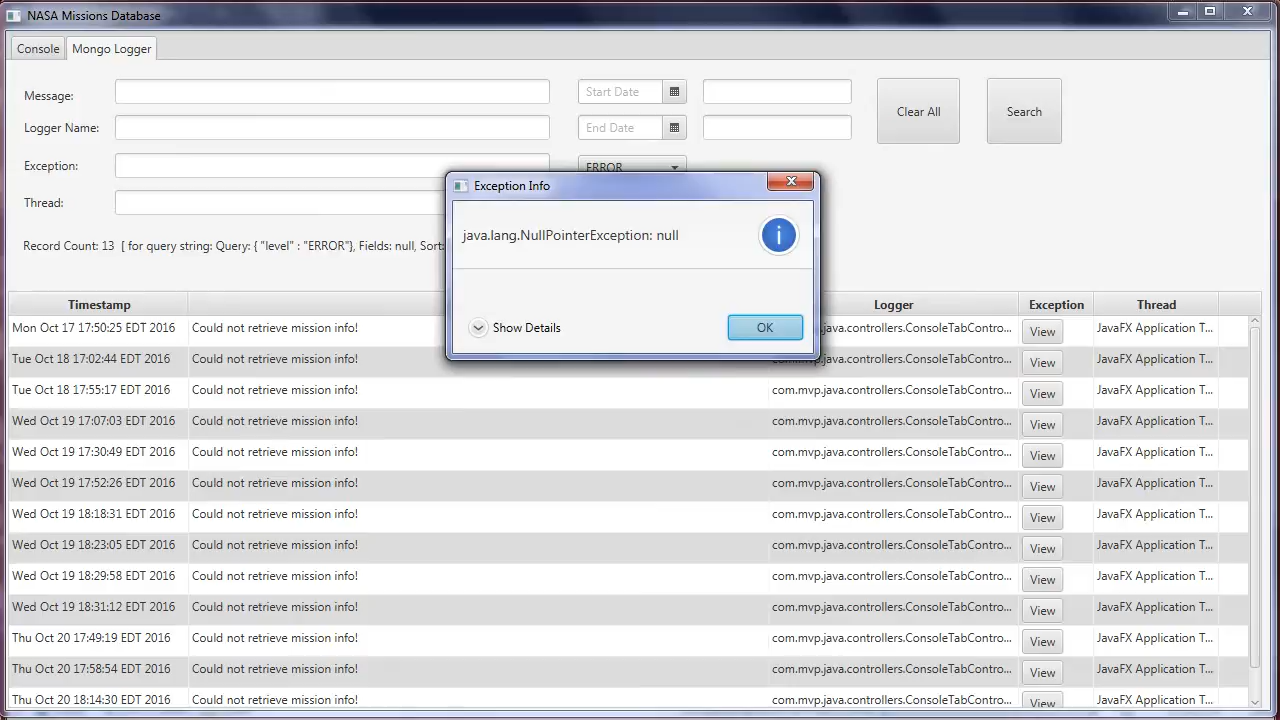 NASA Missions Database
Console Mongo Logger
Message: Start Date Clear All Search
Logger Name: End Date
Exception: ERROR
Thread:
Record Count: 13 [ for query string: Query: { "level" : "ERROR"}, Fields: null, Sort:
Exception Info
java.lang.NullPointerException: null
Show Details OK
Timestamp Logger Exception Thread
Mon Oct 17 17:50:25 EDT 2016 Could not retrieve mission info! com.mvp.java.controllers.ConsoleTabContro... View JavaFX Application T...
Tue Oct 18 17:02:44 EDT 2016 Could not retrieve mission info! com.mvp.java.controllers.ConsoleTabContro... View JavaFX Application T...
Tue Oct 18 17:55:17 EDT 2016 Could not retrieve mission info! com.mvp.java.controllers.ConsoleTabContro... View JavaFX Application T...
Wed Oct 19 17:07:03 EDT 2016 Could not retrieve mission info! com.mvp.java.controllers.ConsoleTabContro... View JavaFX Application T...
Wed Oct 19 17:30:49 EDT 2016 Could not retrieve mission info! com.mvp.java.controllers.ConsoleTabContro... View JavaFX Application T...
Wed Oct 19 17:52:26 EDT 2016 Could not retrieve mission info! com.mvp.java.controllers.ConsoleTabContro... View JavaFX Application T...
Wed Oct 19 18:18:31 EDT 2016 Could not retrieve mission info! com.mvp.java.controllers.ConsoleTabContro... View JavaFX Application T...
Wed Oct 19 18:23:05 EDT 2016 Could not retrieve mission info! com.mvp.java.controllers.ConsoleTabContro... View JavaFX Application T...
Wed Oct 19 18:29:58 EDT 2016 Could not retrieve mission info! com.mvp.java.controllers.ConsoleTabContro... View JavaFX Application T...
Wed Oct 19 18:31:12 EDT 2016 Could not retrieve mission info! com.mvp.java.controllers.ConsoleTabContro... View JavaFX Application T...
Thu Oct 20 17:49:19 EDT 2016 Could not retrieve mission info! com.mvp.java.controllers.ConsoleTabContro... View JavaFX Application T...
Thu Oct 20 17:58:54 EDT 2016 Could not retrieve mission info! com.mvp.java.controllers.ConsoleTabContro... View JavaFX Application T...
Thu Oct 20 18:14:30 EDT 2016 Could not retrieve mission info! com.mvp.java.controllers.ConsoleTabContro... View JavaFX Application T...